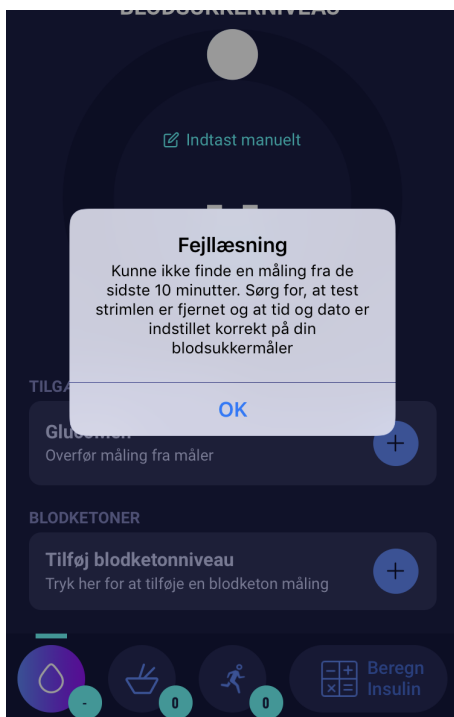 BLODSUKKERNIVEAU
Indtast manuelt
Fejllæsning
Kunne ikke finde en måling fra de
sidste 10 minutter. Sørg for, at test
strimlen er fjernet og at tid og dato er
indstillet korrekt på din
blodsukkermåler
OK
Overfør måling fra måler
+
BLODKETONER
Tilføj blodketonniveau
Tryk her for at tilføje en blodketon måling
+
- 0 0
Beregn
Insulin